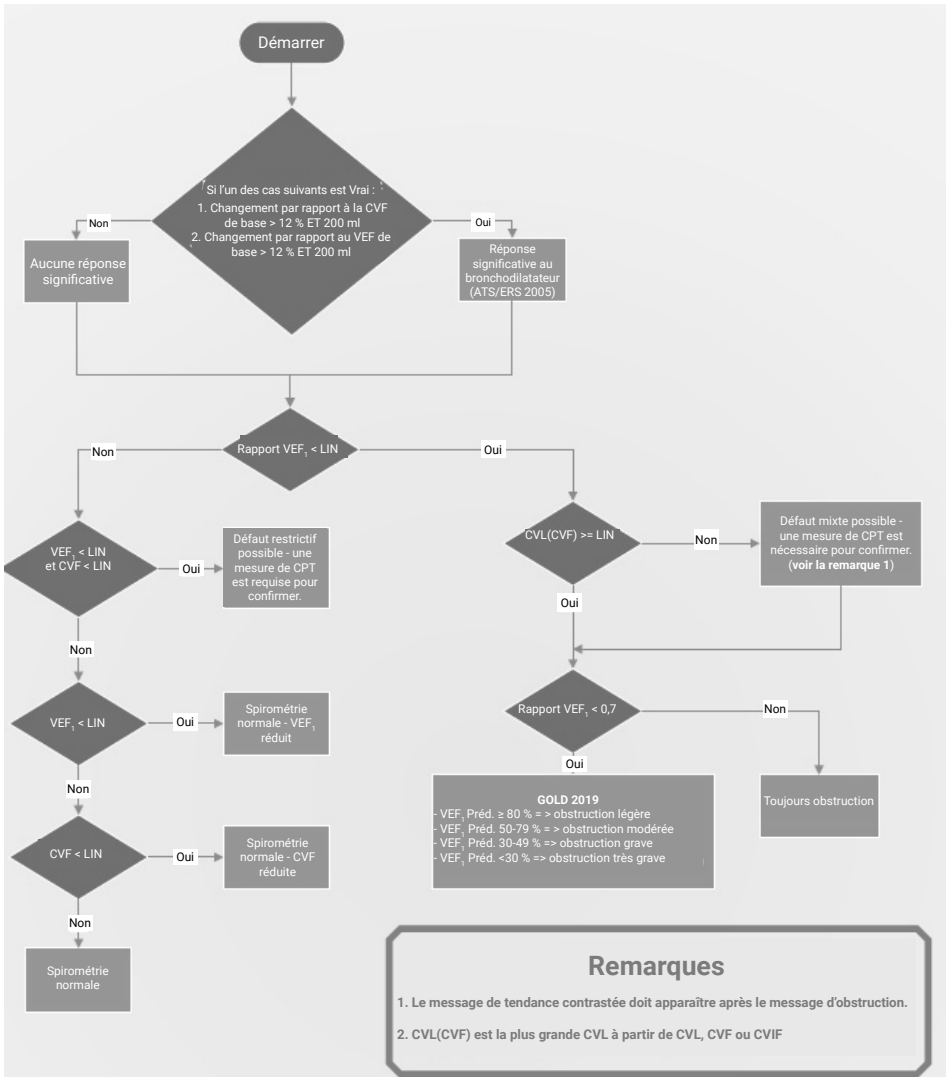 Démarrer
Si l'un des cas suivants est Vrai :
1. Changement par rapport à la CVF
de base > 12 % ET 200 ml
2. Changement par rapport au VEF de
base > 12 % ET 200 ml
Non
Oui
Aucune réponse
significative
Réponse
significative au
bronchodilatateur
(ATS/ERS 2005)
Rapport VEF₁ < LIN
Non
Oui
VEF₁ < LIN
et CVF < LIN
Oui
Défaut restrictif
possible - une
mesure de CPT
est requise pour
confirmer.
CVL(CVF) >= LIN
Non
Défaut mixte possible -
une mesure de CPT est
nécessaire pour confirmer.
(voir la remarque 1)
Oui
Non
VEF₁ < LIN
Oui
Spirométrie
normale - VEF₁
réduit
Rapport VEF₁ < 0,7
Non
Oui
Toujours obstruction
GOLD 2019
- VEF₁ Préd. ≥ 80 % = > obstruction légère
- VEF₁ Préd. 50-79 % = > obstruction modérée
- VEF₁ Préd. 30-49 % => obstruction grave
- VEF₁ Préd. <30 % => obstruction très grave
Non
CVF < LIN
Oui
Spirométrie
normale - CVF
réduite
Non
Spirométrie
normale
Remarques
1. Le message de tendance contrastée doit apparaître après le message d'obstruction.
2. CVL(CVF) est la plus grande CVL à partir de CVL, CVF ou CVIF